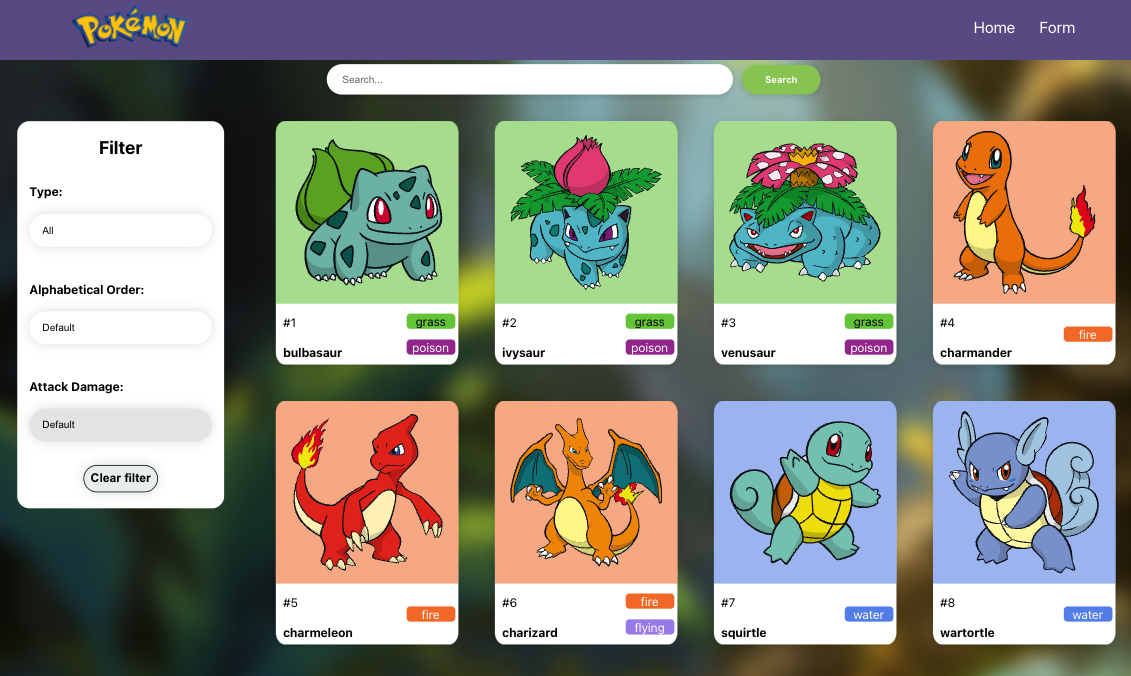 POKéMON
Home Form
Search...
Search
Filter
Type:
All
Alphabetical Order:
Default
Attack Damage:
Default
Clear filter
#1
grass
bulbasaur
poison
#2
grass
ivysaur
poison
#3
grass
venusaur
poison
#4
fire
charmander
#5
fire
charmeleon
#6
fire
charizard
flying
#7
water
squirtle
#8
water
wartortle